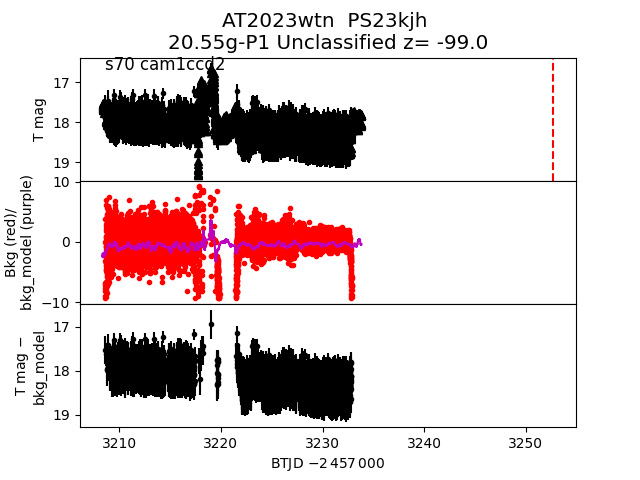 AT2023wtn  PS23kjh
20.55g-P1 Unclassified z= -99.0
s70 cam1ccd2
T mag
17
18
19
Bkg (red)/
bkg_model (purple)
10
0
−10
T mag −
bkg_model
17
18
19
3210 3220 3230 3240 3250
BTJD −2 457 000